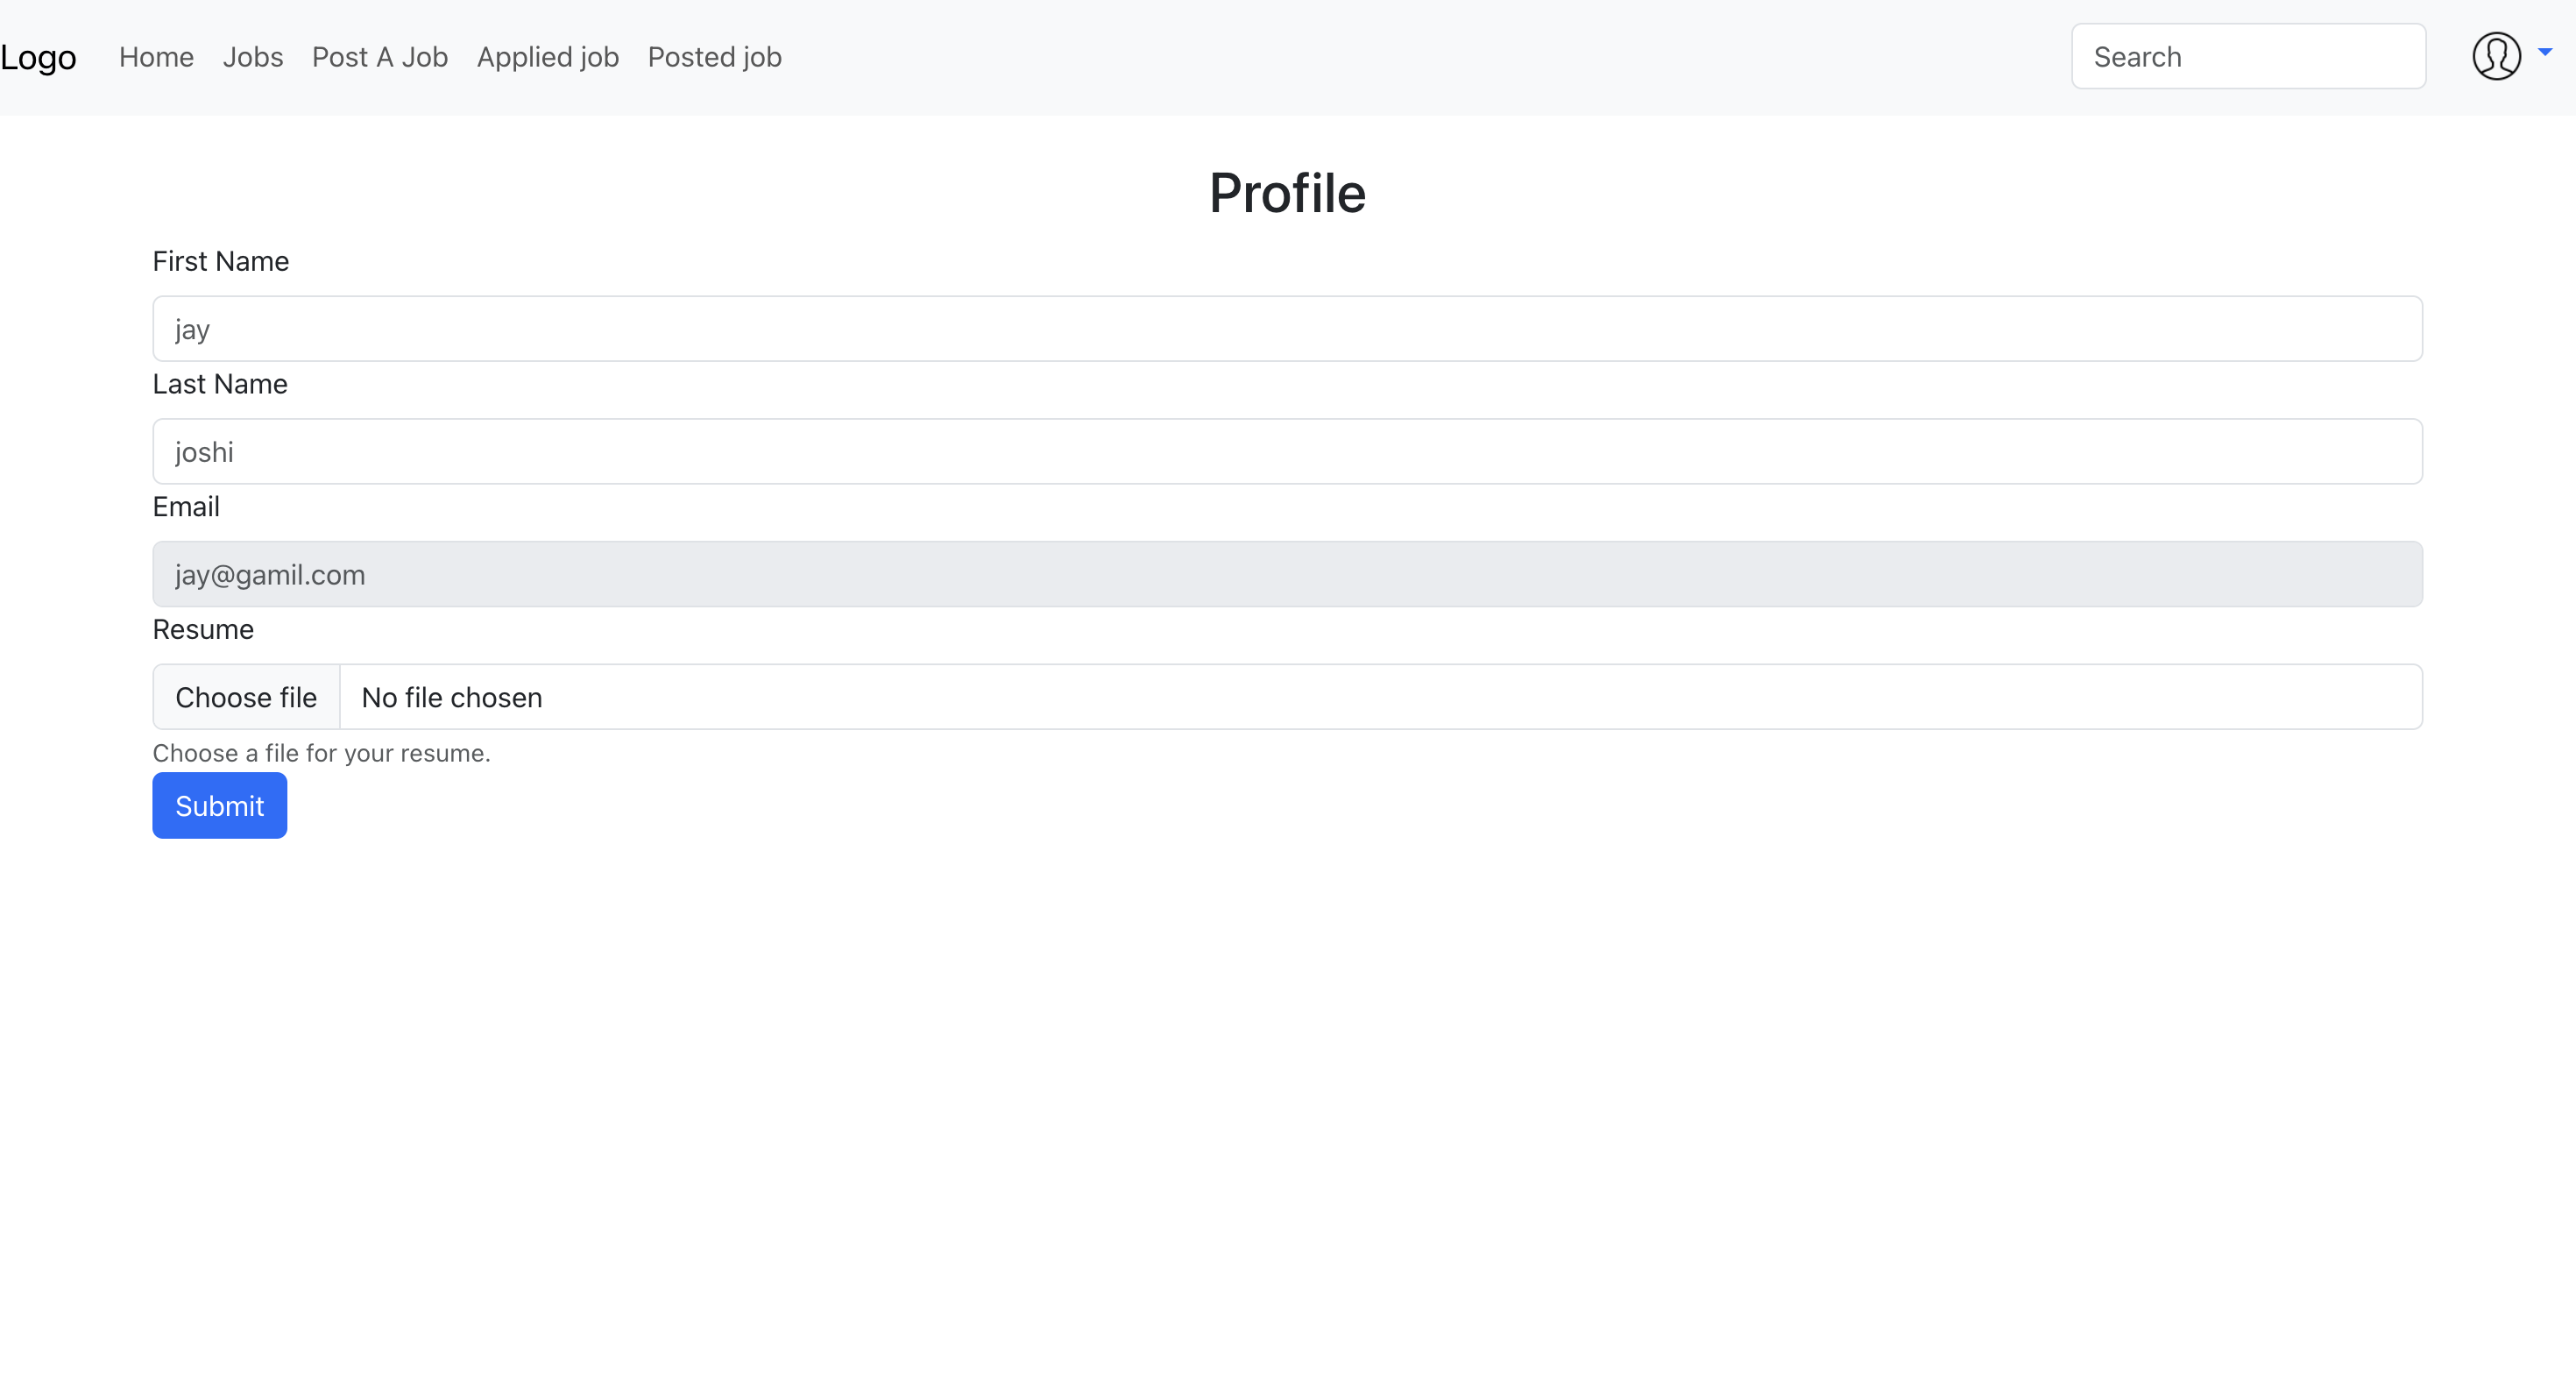 Logo Home Jobs Post A Job Applied job Posted job Search
Profile
First Name
jay
Last Name
joshi
Email
jay@gamil.com
Resume
Choose file No file chosen
Choose a file for your resume.
Submit